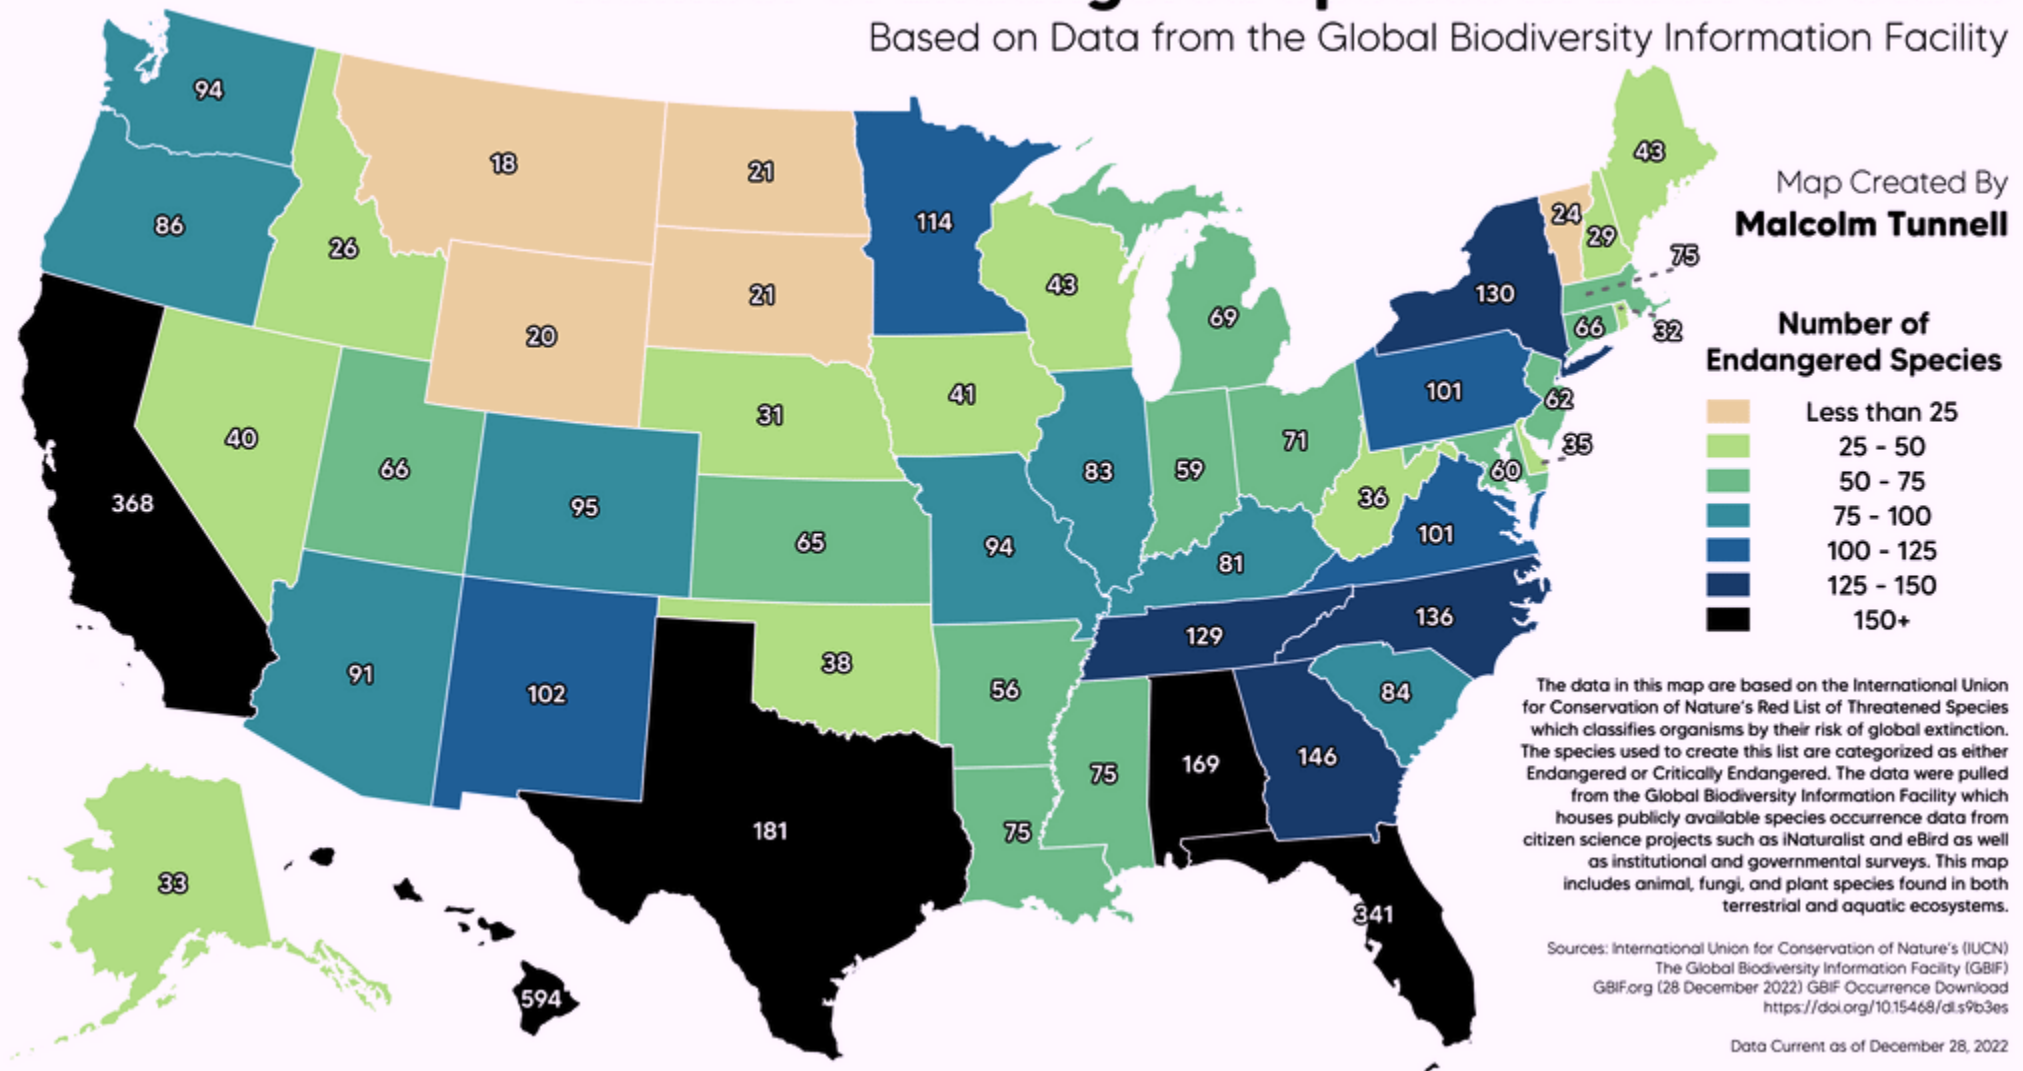 Based on Data from the Global Biodiversity Information Facility
94
18
21
43
Map Created By
Malcolm Tunnell
86
26
114
24
29
75
21
43
130
20
69
66
32
Number of
Endangered Species
31
41
101
62
Less than 25
40
66
71
35
25 - 50
95
83
59
60
50 - 75
368
36
75 - 100
65
94
101
100 - 125
81
125 - 150
129
136
150+
91
102
38
56
84
The data in this map are based on the International Union
for Conservation of Nature's Red List of Threatened Species
which classifies organisms by their risk of global extinction.
The species used to create this list are categorized as either
Endangered or Critically Endangered. The data were pulled
from the Global Biodiversity Information Facility which
houses publicly available species occurrence data from
citizen science projects such as iNaturalist and eBird as well
as institutional and governmental surveys. This map
includes animal, fungi, and plant species found in both
terrestrial and aquatic ecosystems.
169
146
75
181
75
33
341
594
Sources: International Union for Conservation of Nature's (IUCN)
The Global Biodiversity Information Facility (GBIF)
GBIF.org (28 December 2022) GBIF Occurrence Download
https://doi.org/10.15468/dl.s9b3es
Data Current as of December 28, 2022